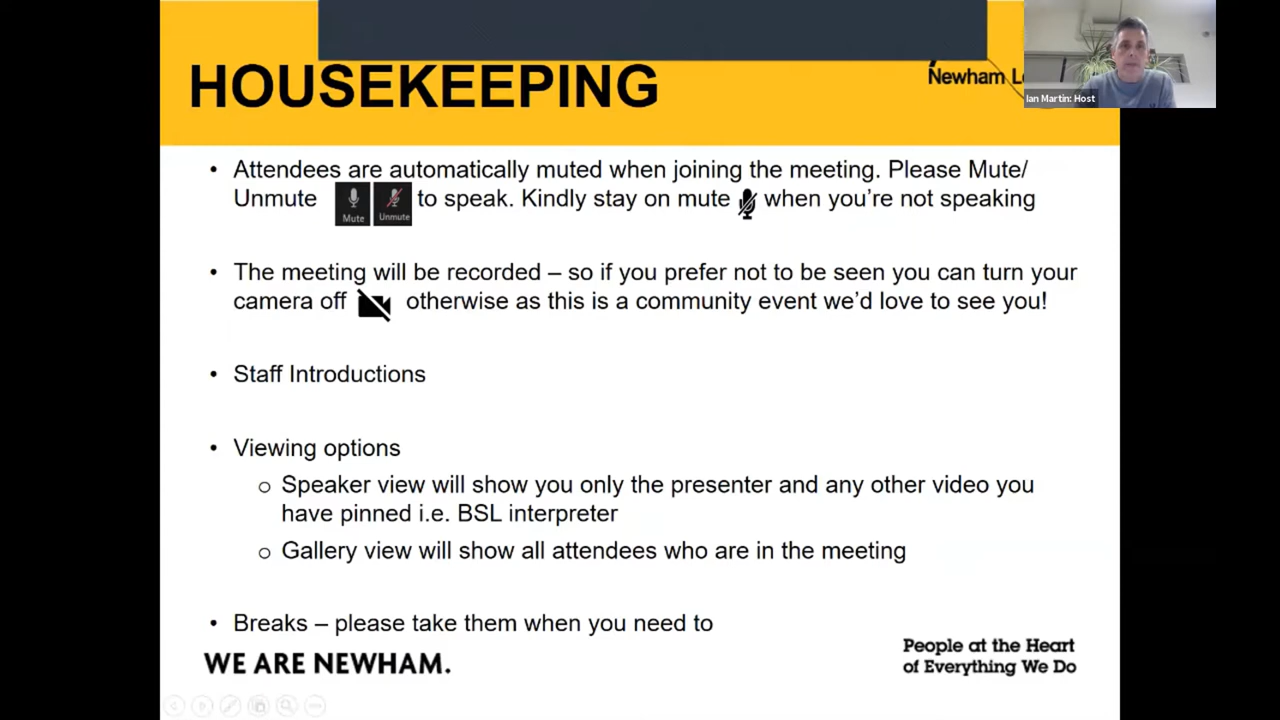 HOUSEKEEPING
Newham
Ian Martin: Host
• Attendees are automatically muted when joining the meeting. Please Mute/
Unmute Mute Unmute to speak. Kindly stay on mute when you’re not speaking
• The meeting will be recorded – so if you prefer not to be seen you can turn your
camera off otherwise as this is a community event we’d love to see you!
• Staff Introductions
• Viewing options
o Speaker view will show you only the presenter and any other video you
have pinned i.e. BSL interpreter
o Gallery view will show all attendees who are in the meeting
• Breaks – please take them when you need to
WE ARE NEWHAM.
People at the Heart
of Everything We Do